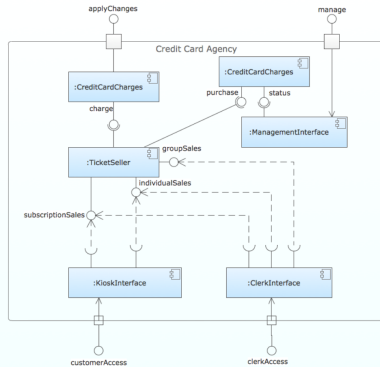 applyChanges
manage
Credit Card Agency
:CreditCardCharges
:CreditCardCharges
purchase
status
charge
:ManagementInterface
groupSales
:TicketSeller
individualSales
subscriptionSales
:KioskInterface
:ClerkInterface
customerAccess
clerkAccess